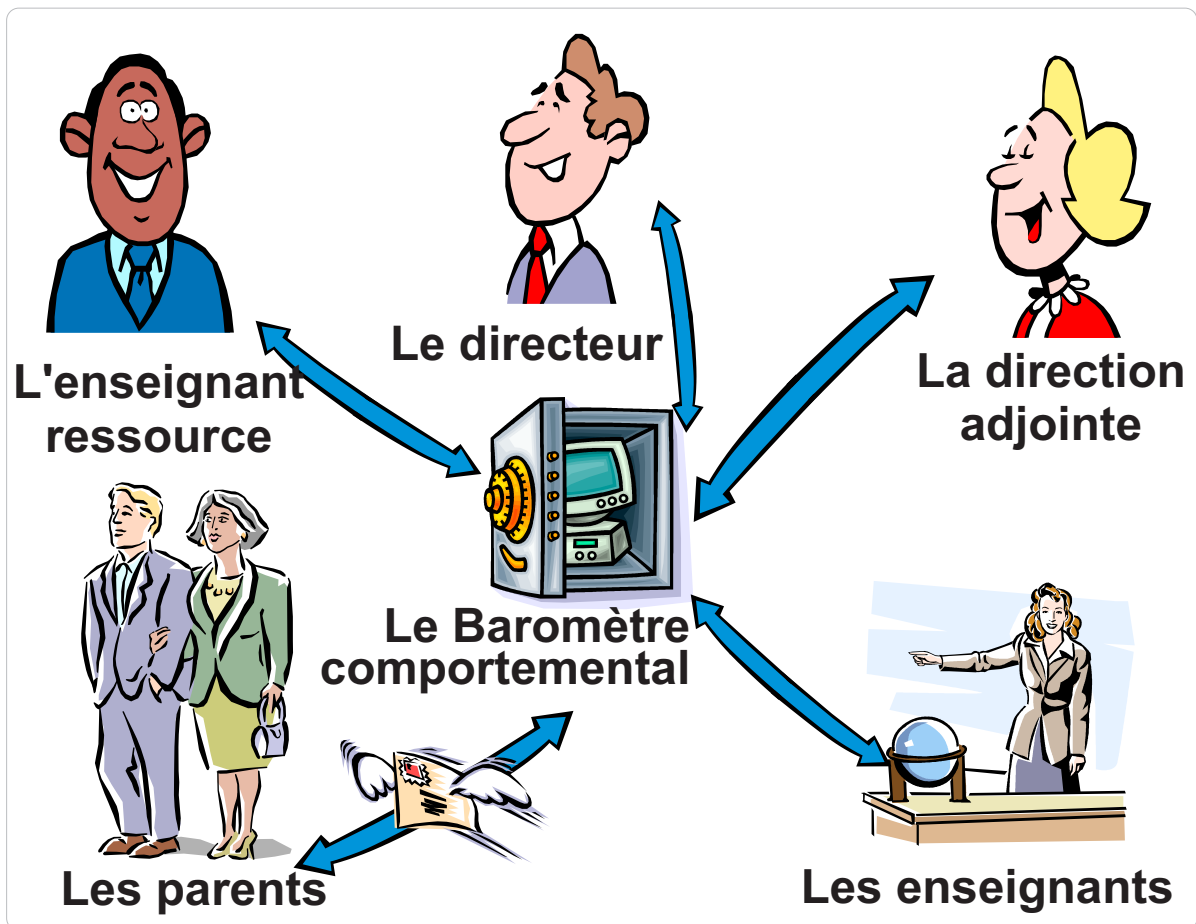 Le directeur
L'enseignant
ressource
La direction
adjointe
Le Baromètre
comportemental
Les parents
Les enseignants